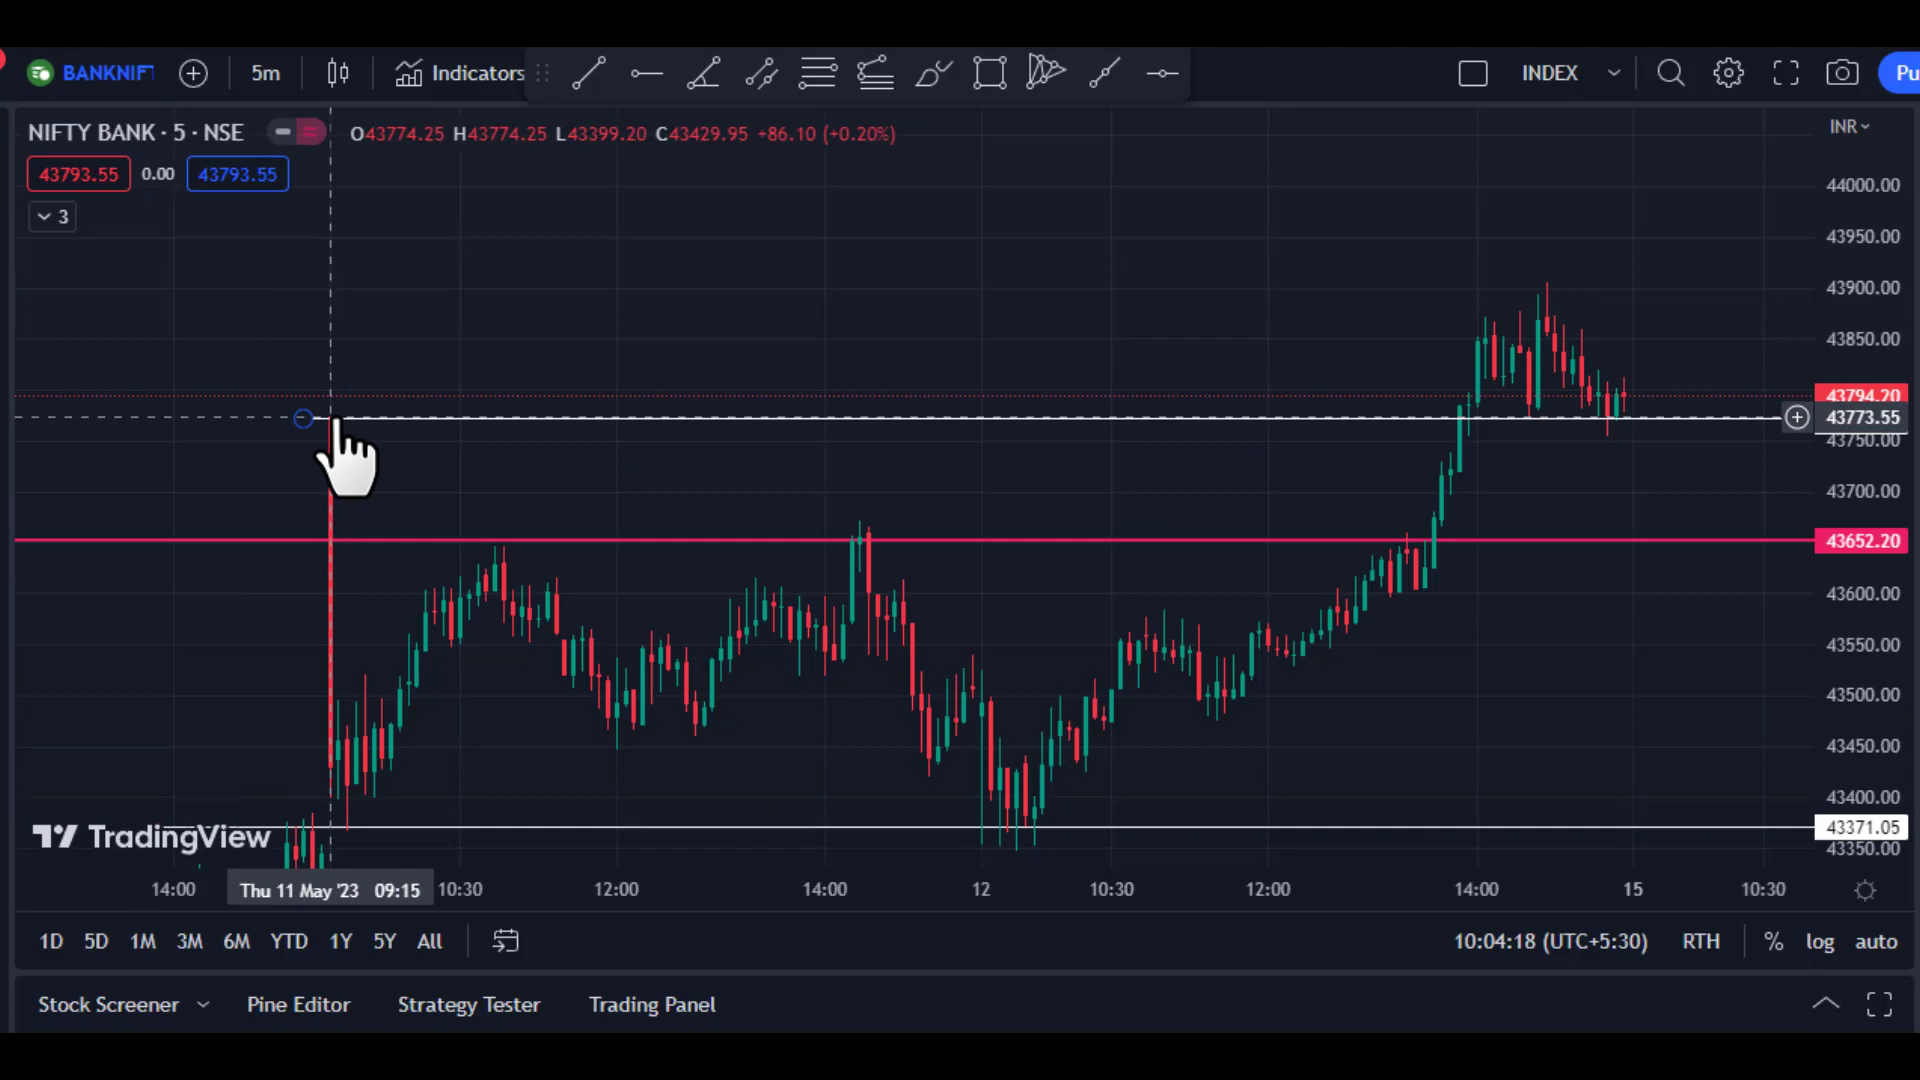 BANKNIFT
5m
Indicators
INDEX
Pu
NIFTY BANK · 5 · NSE
O43774.25 H43774.25 L43399.20 C43429.95 +86.10 (+0.20%)
INR
43793.55
0.00
43793.55
3
44000.00
43950.00
43900.00
43850.00
43794.20
43773.55
43750.00
43700.00
43652.20
43600.00
43550.00
43500.00
43450.00
43400.00
43371.05
43350.00
TradingView
14:00
Thu 11 May '23 09:15
10:30
12:00
14:00
12
10:30
12:00
14:00
15
10:30
1D 5D 1M 3M 6M YTD 1Y 5Y All
10:04:18 (UTC+5:30) RTH % log auto
Stock Screener Pine Editor Strategy Tester Trading Panel